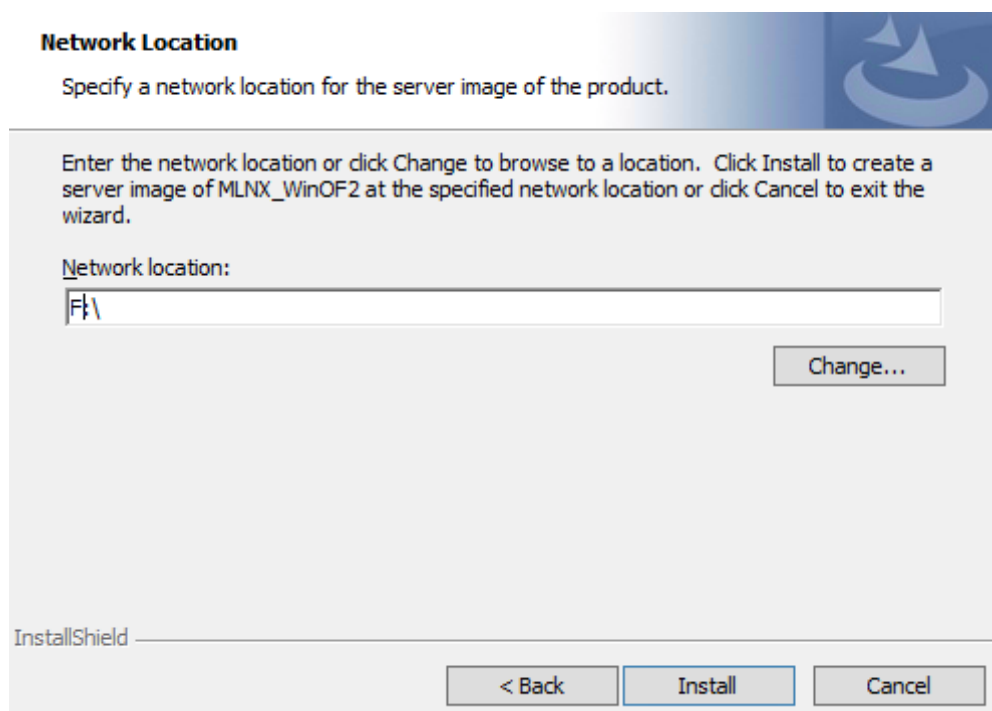 Network Location
Specify a network location for the server image of the product.
Enter the network location or click Change to browse to a location. Click Install to create a
server image of MLNX_WinOF2 at the specified network location or click Cancel to exit the
wizard.
Network location:
F:\
Change...
InstallShield
< Back Install Cancel